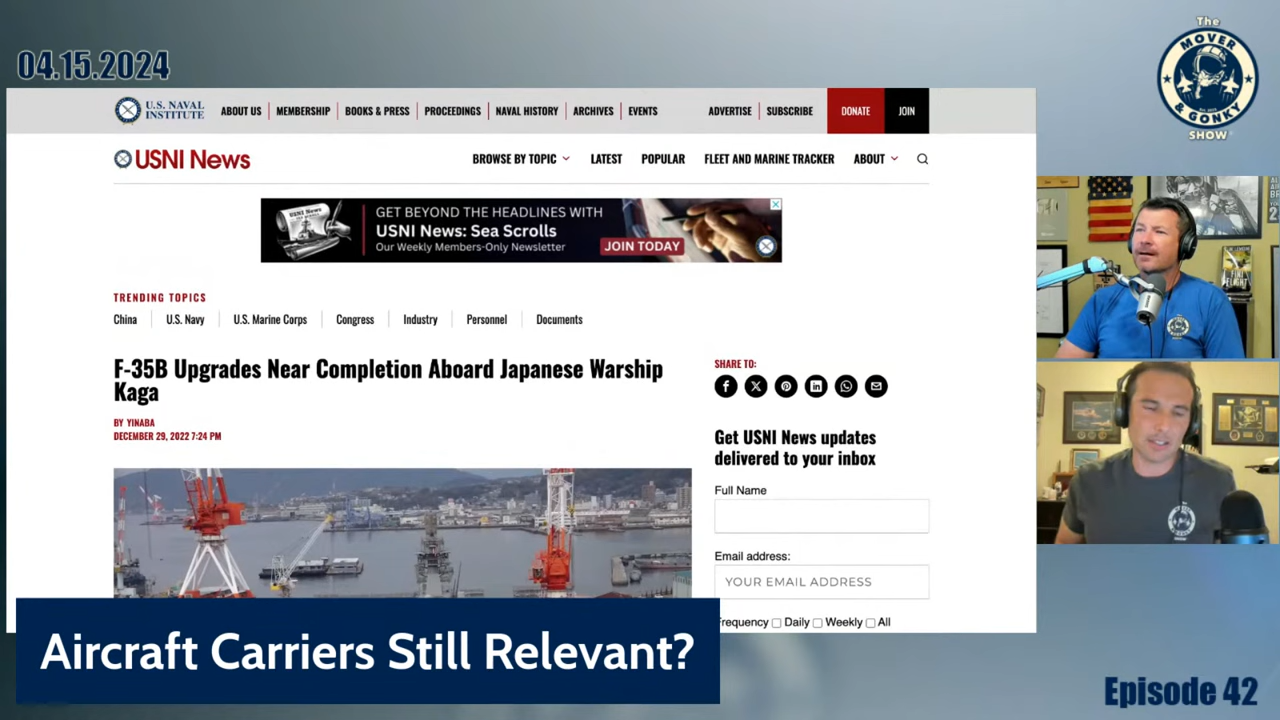 04.15.2024
The
MOVER
& GONKY
SHOW
U.S. NAVAL
INSTITUTE
ABOUT US
MEMBERSHIP
BOOKS & PRESS
PROCEEDINGS
NAVAL HISTORY
ARCHIVES
EVENTS
ADVERTISE
SUBSCRIBE
DONATE
JOIN
USNI News
BROWSE BY TOPIC
LATEST
POPULAR
FLEET AND MARINE TRACKER
ABOUT
USNI News
GET BEYOND THE HEADLINES WITH
USNI News: Sea Scrolls
Our Weekly Members-Only Newsletter
JOIN TODAY
TRENDING TOPICS
China
U.S. Navy
U.S. Marine Corps
Congress
Industry
Personnel
Documents
F-35B Upgrades Near Completion Aboard Japanese Warship
Kaga
BY YINABA
DECEMBER 29, 2022 7:24 PM
SHARE TO:
Get USNI News updates
delivered to your inbox
Full Name
Email address:
YOUR EMAIL ADDRESS
requency Daily Weekly All
FINI
FLIGHT
Aircraft Carriers Still Relevant?
Episode 42